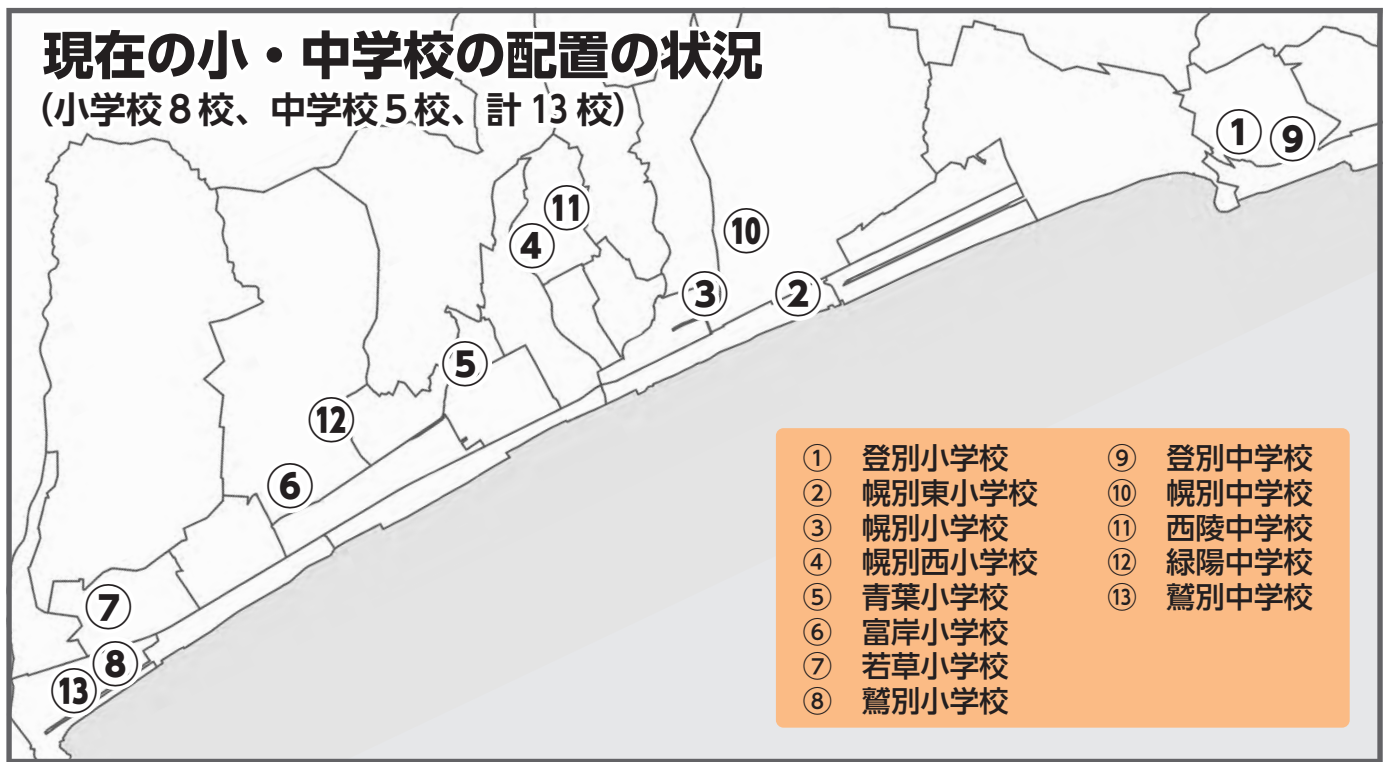 現在の小・中学校の配置の状況
(小学校８校、中学校５校、計 13 校)
① ⑨
⑪
④ ⑩
③ ②
⑤
⑫
⑥
⑦
⑧
⑬
① 登別小学校
② 幌別東小学校
③ 幌別小学校
④ 幌別西小学校
⑤ 青葉小学校
⑥ 富岸小学校
⑦ 若草小学校
⑧ 鷲別小学校
⑨ 登別中学校
⑩ 幌別中学校
⑪ 西陵中学校
⑫ 緑陽中学校
⑬ 鷲別中学校